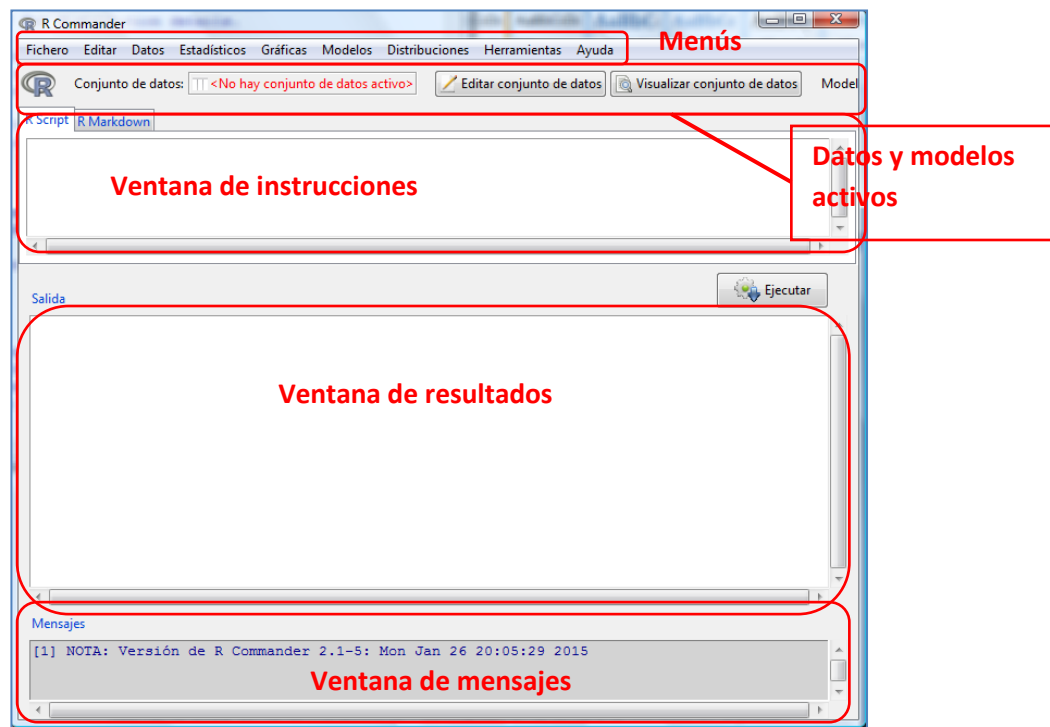 R Commander
Fichero Editar Datos Estadísticos Gráficas Modelos Distribuciones Herramientas Ayuda
Menús
Conjunto de datos: <No hay conjunto de datos activo> Editar conjunto de datos Visualizar conjunto de datos Model
R Script R Markdown
Datos y modelos
activos
Ventana de instrucciones
Ejecutar
Salida
Ventana de resultados
Mensajes
[1] NOTA: Versión de R Commander 2.1-5: Mon Jan 26 20:05:29 2015
Ventana de mensajes